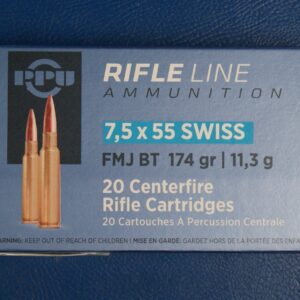 PPU
RIFLE LINE
AMMUNITION
7,5 x 55 SWISS
FMJ BT 174 gr | 11,3 g
20 Centerfire
Rifle Cartridges
20 Cartouches A Percussion Centrale
WARNING: KEEP OUT OF REACH OF CHILDREN | MISE EN GARDE: GARDEZ HORS DE LA PORTÉE DES